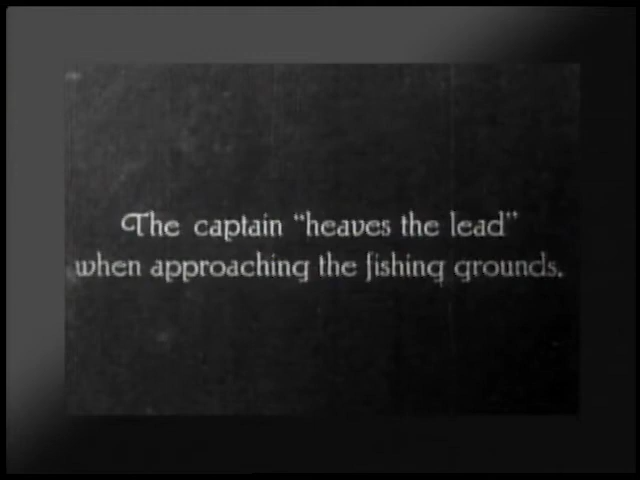 The captain “heaves the lead”
when approaching the fishing grounds.